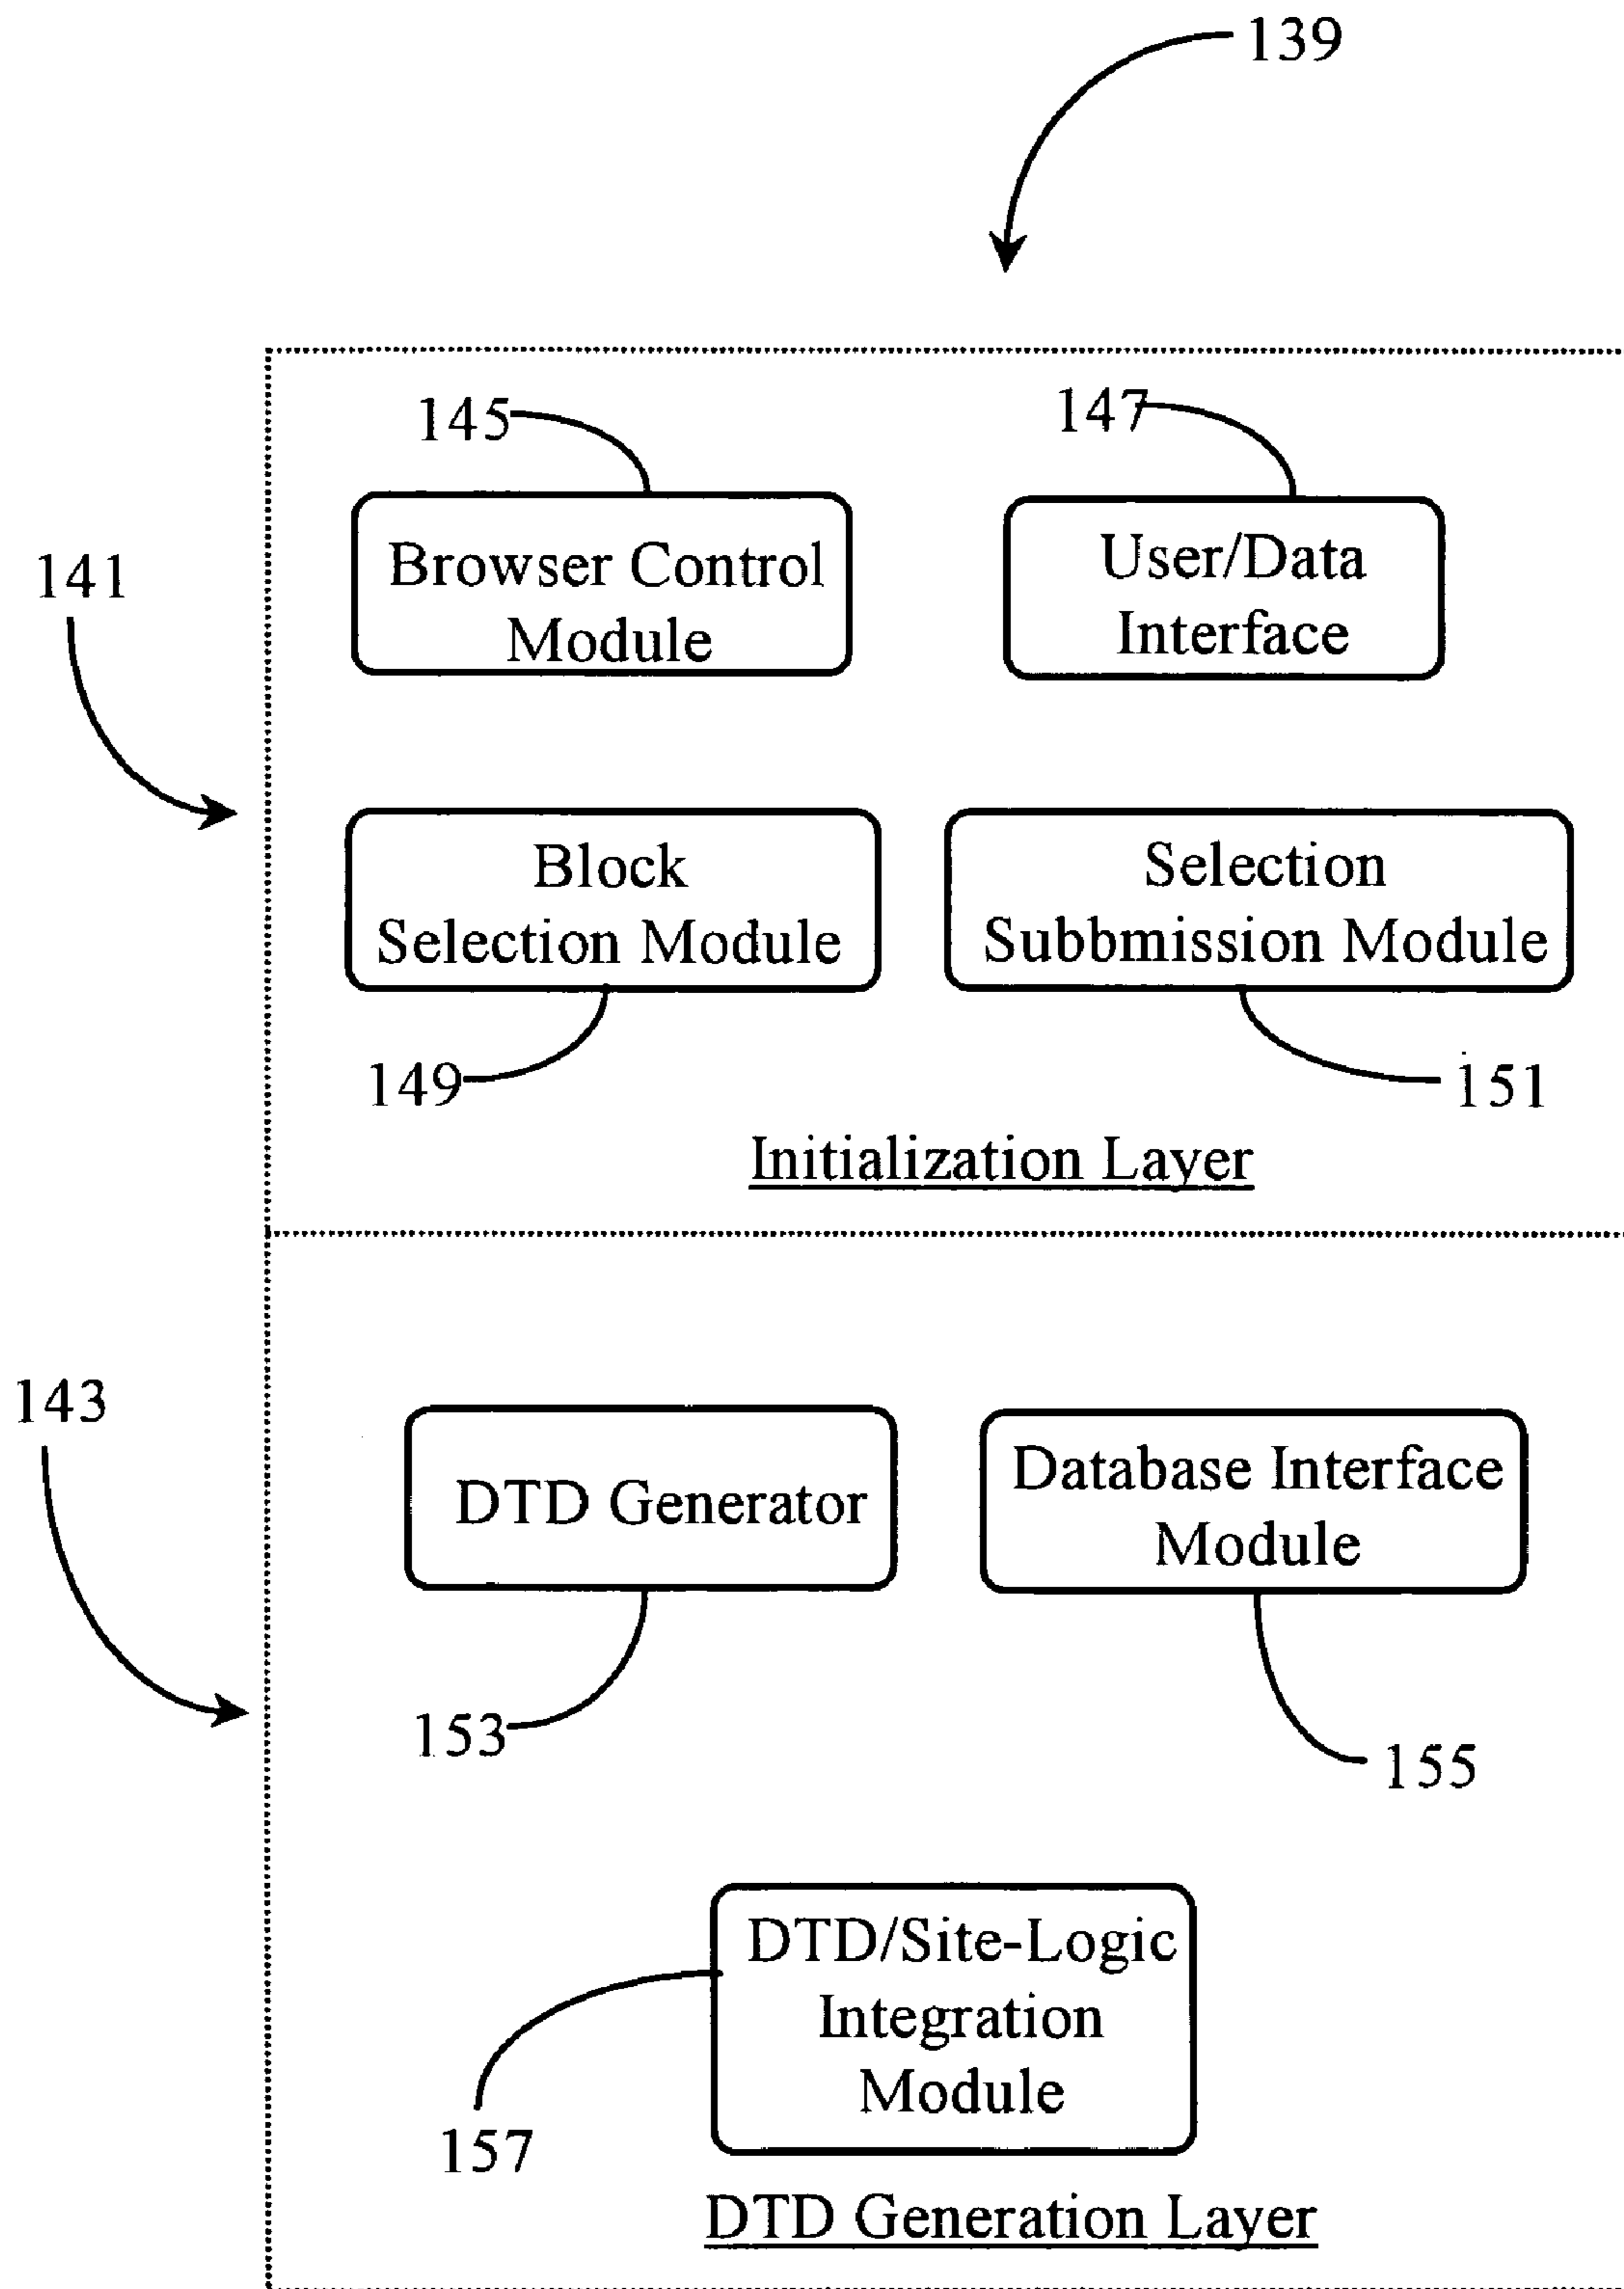 139
145
147
Browser Control
Module
User/Data
Interface
141
Block
Selection Module
Selection
Subbmission Module
149
151
Initialization Layer
143
DTD Generator
Database Interface
Module
153
155
DTD/Site-Logic
Integration
Module
157
DTD Generation Layer